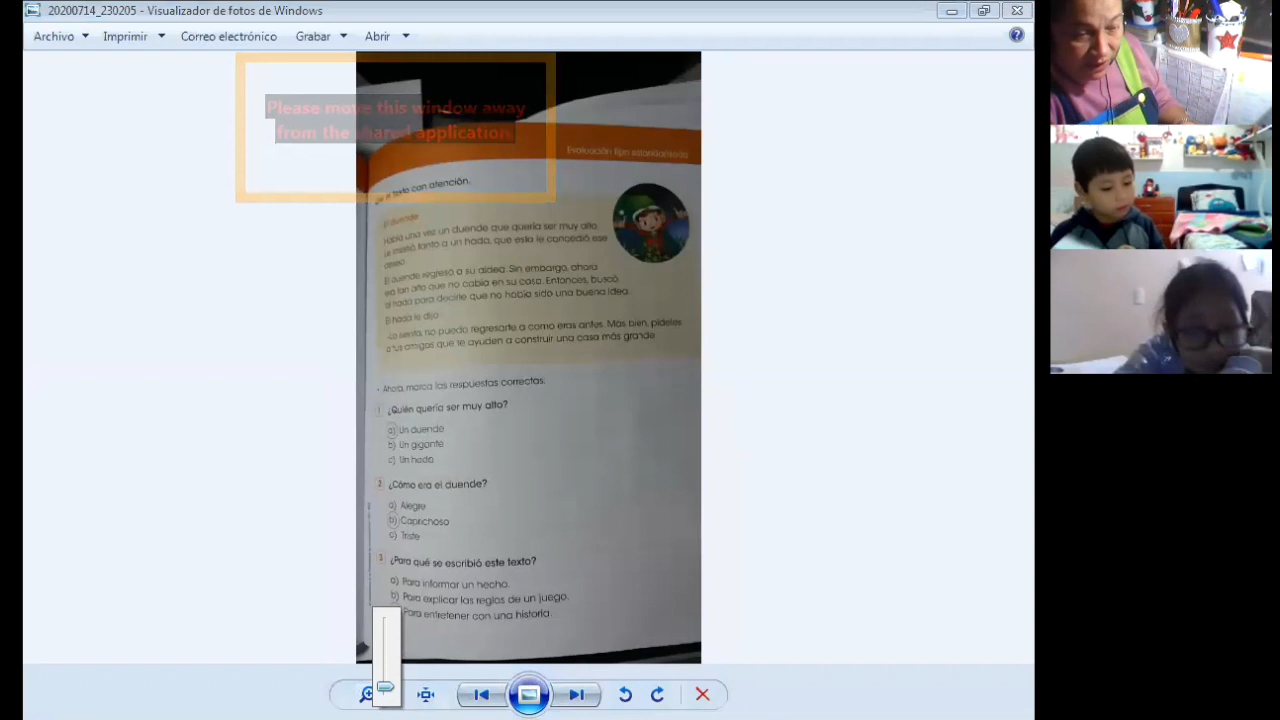 20200714_230205 - Visualizador de fotos de Windows
Archivo Imprimir Correo electrónico Grabar Abrir
Please move this window away
from the shared application
Evaluación tipo estandarizada
el texto con atención.
El duende
Había una vez un duende que quería ser muy alto.
Le insistió tanto a un hada, que esta le concedió ese
deseo.
El duende regresó a su aldea. Sin embargo, ahora
era tan alto que no cabía en su casa. Entonces, buscó
al hada para decirle que no había sido una buena idea.
El hada le dijo:
-Lo siento, no puedo regresarte a como eras antes. Más bien, pídeles
a tus amigos que te ayuden a construir una casa más grande.
• Ahora, marca las respuestas correctas.
1 ¿Quién quería ser muy alto?
a) Un duende
b) Un gigante
c) Un hada
2 ¿Cómo era el duende?
a) Alegre
b) Caprichoso
c) Triste
3 ¿Para qué se escribió este texto?
a) Para informar un hecho.
b) Para explicar las reglas de un juego.
Para entretener con una historia.